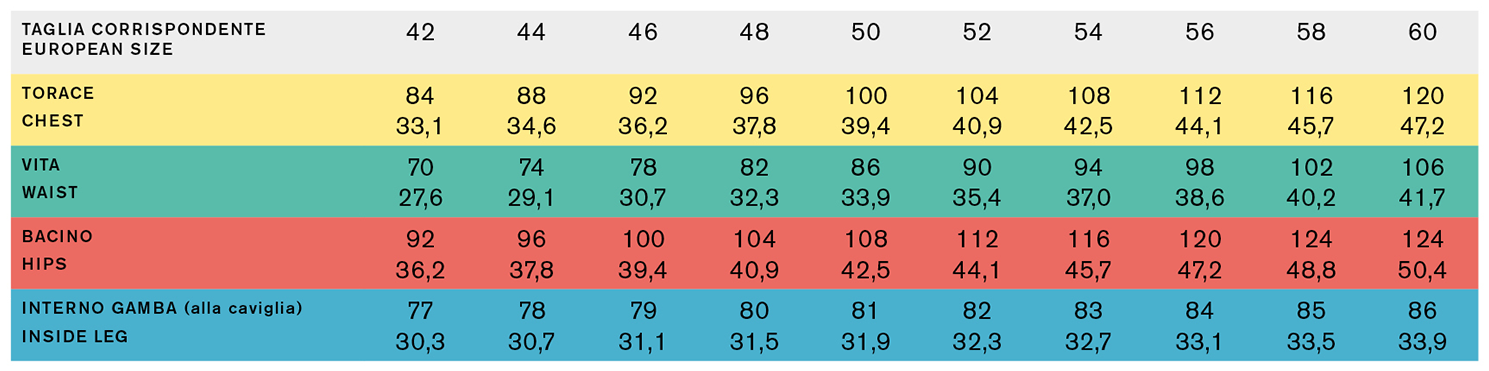 TAGLIA CORRISPONDENTE 42 44 46 48 50 52 54 56 58 60
EUROPEAN SIZE
TORACE 84 88 92 96 100 104 108 112 116 120
CHEST 33,1 34,6 36,2 37,8 39,4 40,9 42,5 44,1 45,7 47,2
VITA 70 74 78 82 86 90 94 98 102 106
WAIST 27,6 29,1 30,7 32,3 33,9 35,4 37,0 38,6 40,2 41,7
BACINO 92 96 100 104 108 112 116 120 124 124
HIPS 36,2 37,8 39,4 40,9 42,5 44,1 45,7 47,2 48,8 50,4
INTERNO GAMBA (alla caviglia) 77 78 79 80 81 82 83 84 85 86
INSIDE LEG 30,3 30,7 31,1 31,5 31,9 32,3 32,7 33,1 33,5 33,9